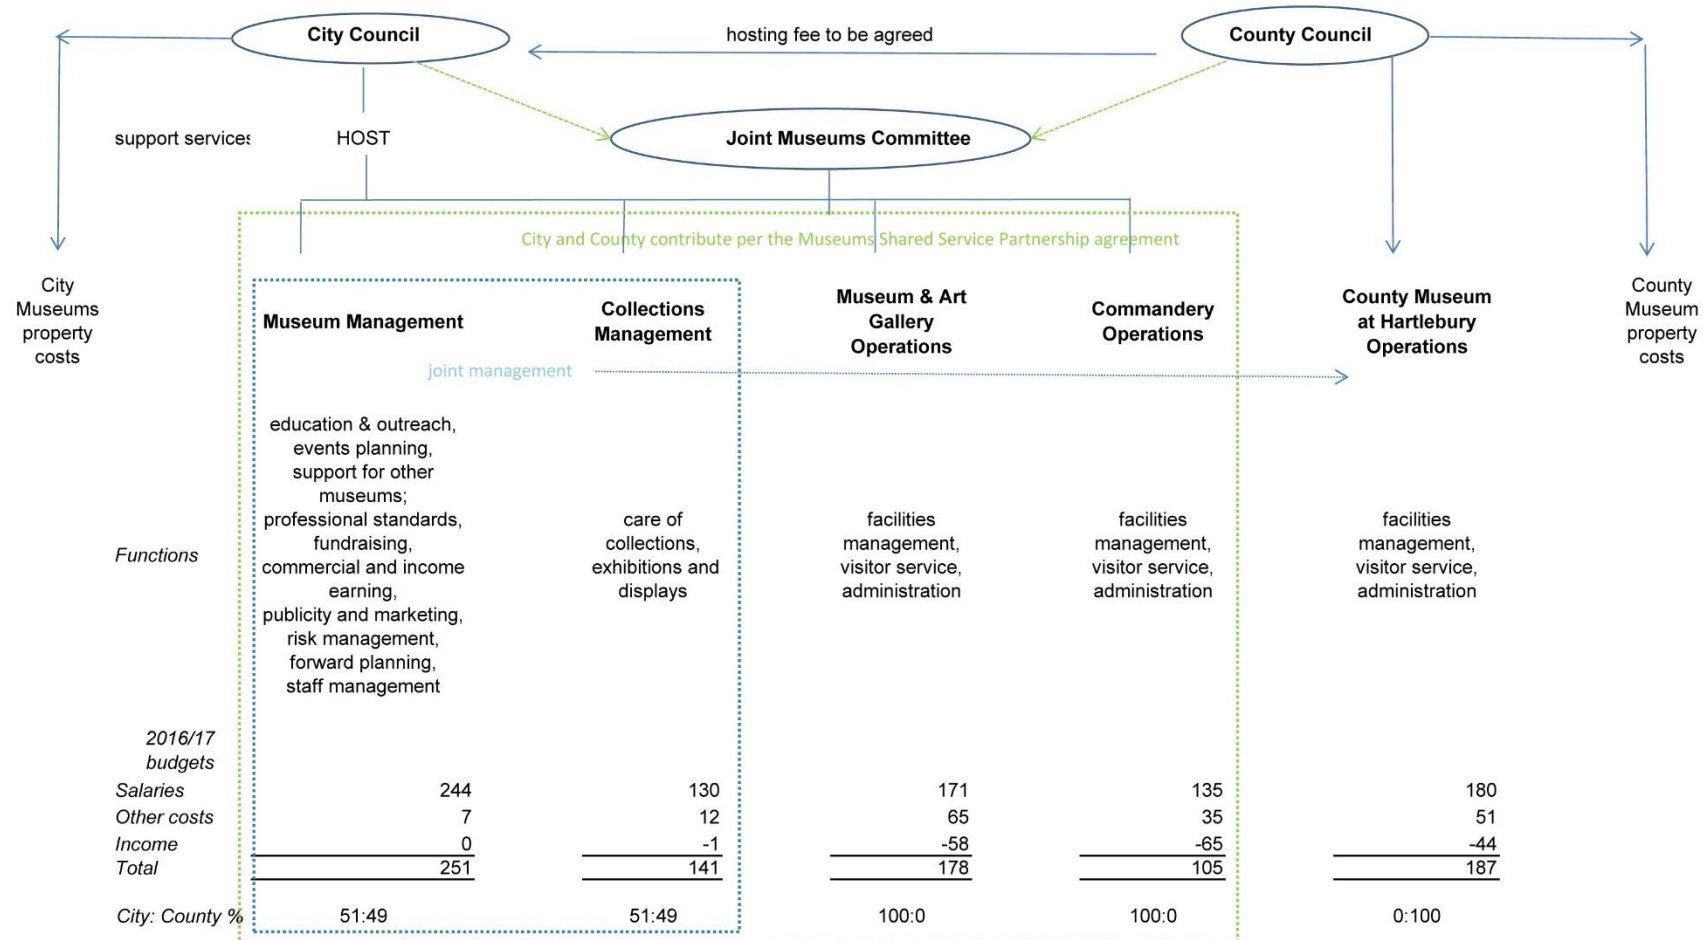 City Council
hosting fee to be agreed
County Council
support services
HOST
Joint Museums Committee
City and County contribute per the Museums Shared Service Partnership agreement
City
Museums
property
costs
Museum Management
Collections
Management
Museum & Art
Gallery
Operations
Commandery
Operations
County Museum
at Hartlebury
Operations
County
Museum
property
costs
joint management
Functions
education & outreach,
events planning,
support for other
museums;
professional standards,
fundraising,
commercial and income
earning,
publicity and marketing,
risk management,
forward planning,
staff management
care of
collections,
exhibitions and
displays
facilities
management,
visitor service,
administration
facilities
management,
visitor service,
administration
facilities
management,
visitor service,
administration
2016/17
budgets
Salaries 244 130 171 135 180
Other costs 7 12 65 35 51
Income 0 -1 -58 -65 -44
Total 251 141 178 105 187
City: County % 51:49 51:49 100:0 100:0 0:100